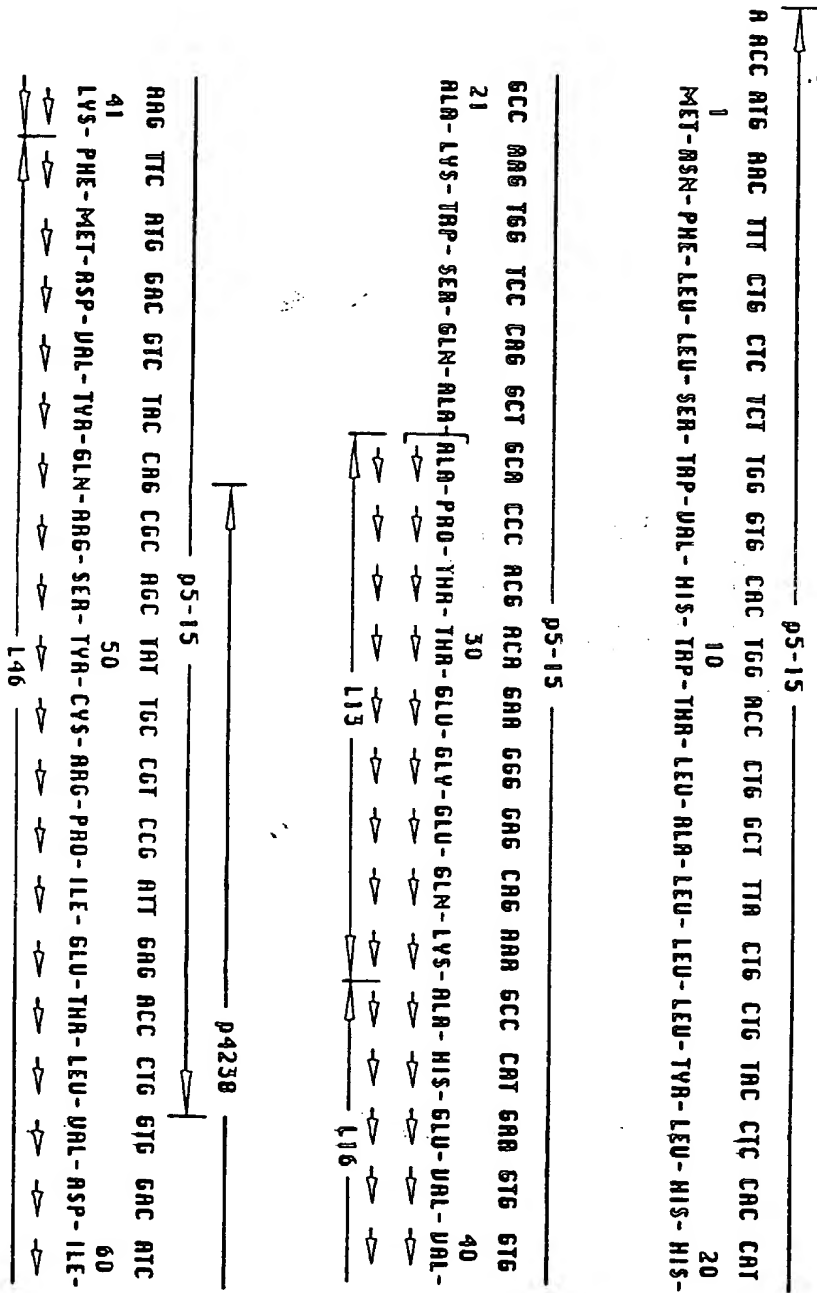 p5-15
A ACC ATG AAC TTT CTG CTC TCT TGG GTG CAC TGG ACC CTG GCT TTA CTG CTG TAC CTC CAC CAT
1 10 20
MET-ASN-PHE-LEU-LEU-SER-TRP-VAL-HIS-TRP-THR-LEU-ALA-LEU-LEU-LEU-TYR-LEU-HIS-HIS-
p5-15
GCC AAG TGG TCC CAG GCT GCA CCC ACG ACA GAA GGG GAG CAG AAA GCC CAT GAA GTG GTG
21 30 40
ALA-LYS-TRP-SER-GLN-ALA-ALA-PRO-THR-THR-GLU-GLY-GLU-GLN-LYS-ALA-HIS-GLU-VAL-VAL-
L13 L16
p4238
p5-15
AAG TTC ATG GAC GTC TAC CAG CGC AGC TAT TGC CGT CCG ATT GAG ACC CTG GTG GAC ATC
41 50 60
LYS-PHE-MET-ASP-VAL-TYR-GLN-ARG-SER-TYR-CYS-ARG-PRO-ILE-GLU-THR-LEU-VAL-ASP-ILE-
L46